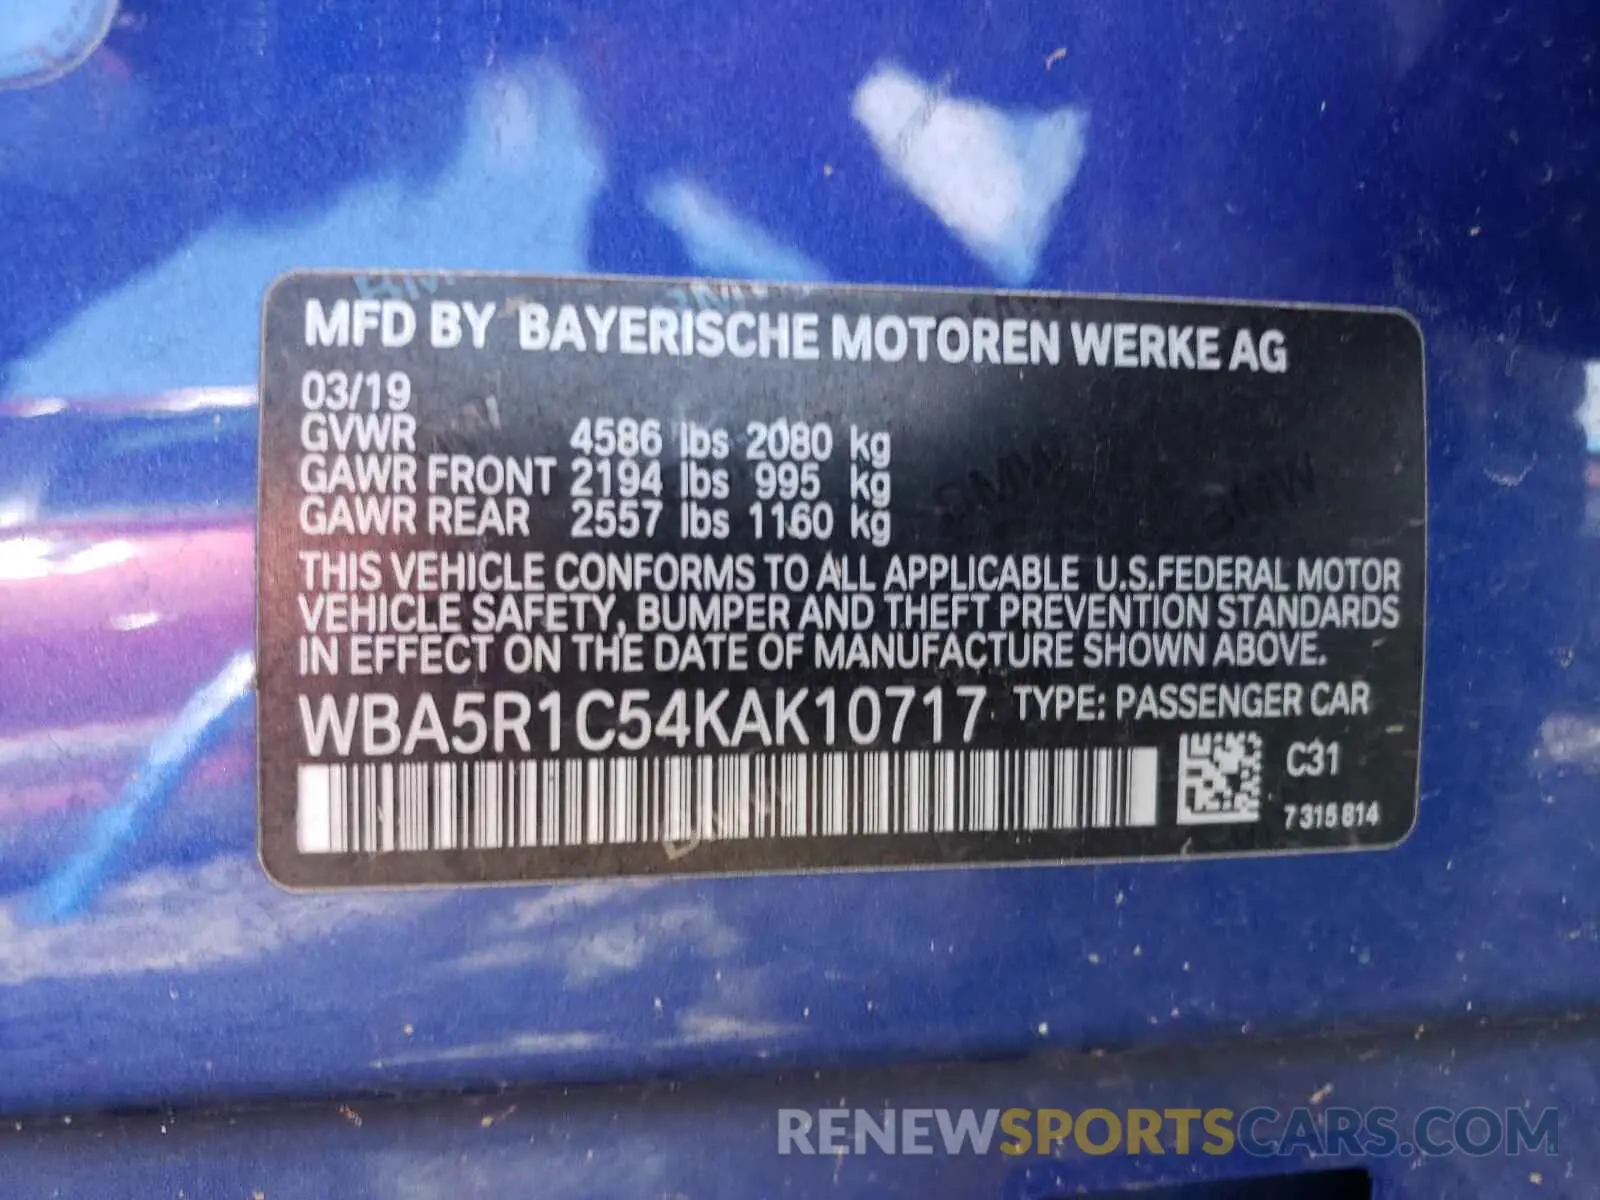 MFD BY BAYERISCHE MOTOREN WERKE AG
03/19
GVWR 4586 lbs 2080 kg
GAWR FRONT 2194 lbs 995 kg
GAWR REAR 2557 lbs 1160 kg
THIS VEHICLE CONFORMS TO ALL APPLICABLE U.S.FEDERAL MOTOR
VEHICLE SAFETY, BUMPER AND THEFT PREVENTION STANDARDS
IN EFFECT ON THE DATE OF MANUFACTURE SHOWN ABOVE.
WBA5R1C54KAK10717 TYPE: PASSENGER CAR
C31
7 315 814
RENEWSPORTSCARS.COM